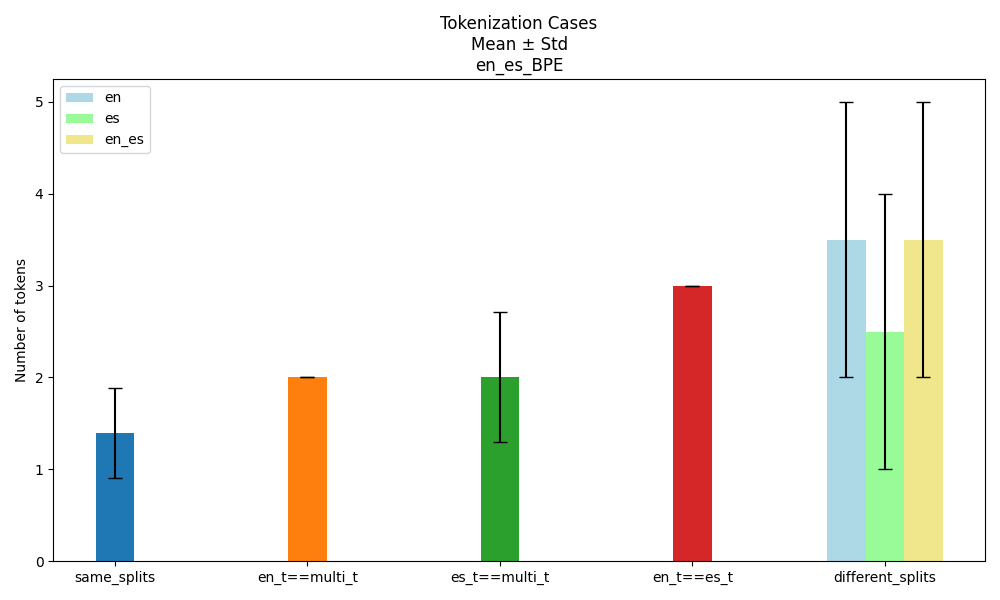 Tokenization Cases
Mean ± Std
en_es_BPE
en
es
en_es
Number of tokens
5
4
3
2
1
0
same_splits
en_t==multi_t
es_t==multi_t
en_t==es_t
different_splits